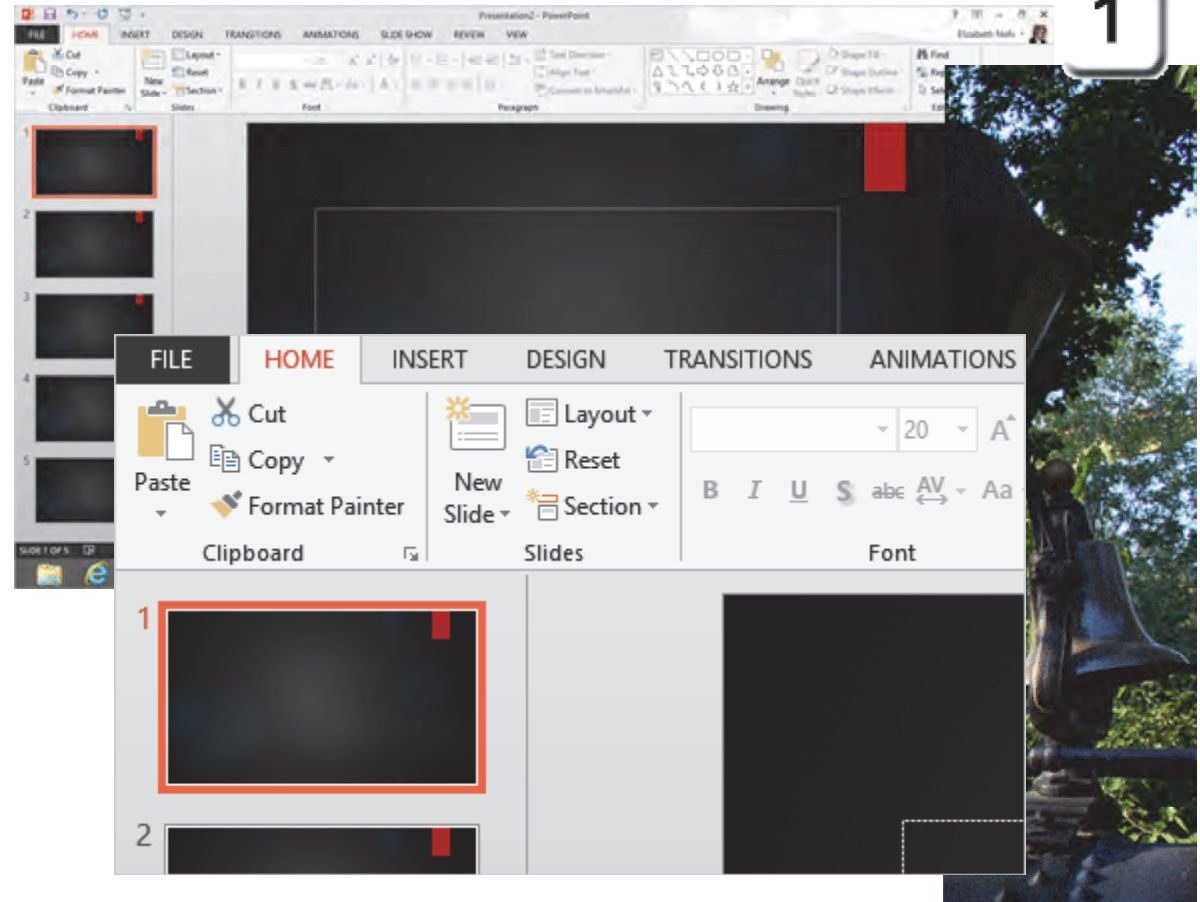 1
Presentation2 - PowerPoint
FILE HOME INSERT DESIGN TRANSITIONS ANIMATIONS SLIDE SHOW REVIEW VIEW
Cut Layout Text Direction Shape Fill Find
Paste Copy New Slide Reset Align Text Arrange Quick Styles Shape Outline
Format Painter Section Convert to SmartArt Shape Effects
Clipboard Slides Font Paragraph Drawing
1
2
3
4
5
SLIDE 1 OF 5
FILE HOME INSERT DESIGN TRANSITIONS ANIMATIONS
Cut Layout 20 A
Paste Copy New Slide Reset
Format Painter Section B I U S abc AV Aa
Clipboard Slides Font
1
2